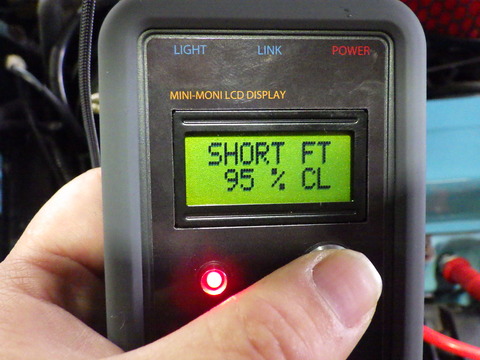 LIGHT LINK POWER
MINI-MONI LCD DISPLAY
SHORT FT
95 % CL